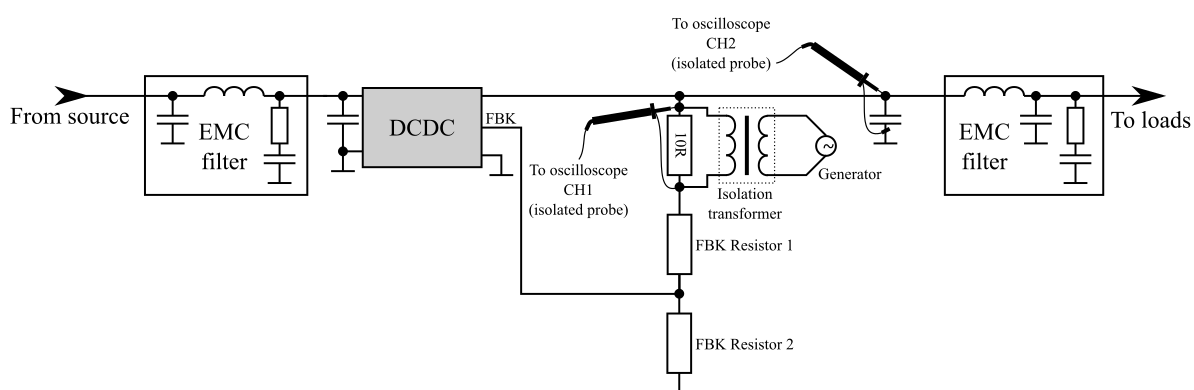 To oscilloscope
CH2
(isolated probe)
From source
EMC
filter
DCDC
FBK
To oscilloscope
CH1
(isolated probe)
10R
Isolation
transformer
Generator
EMC
filter
To loads
FBK Resistor 1
FBK Resistor 2